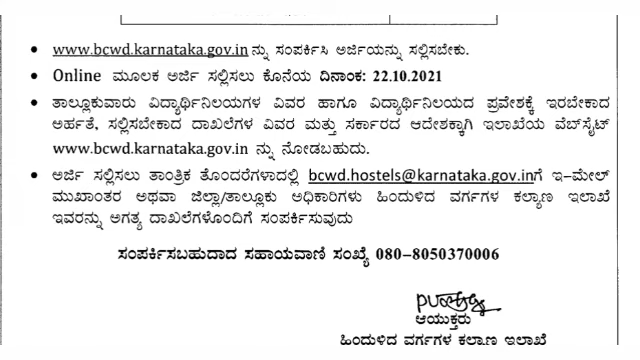 • www.bcwd.karnataka.gov.in ನ್ನು ಸಂಪರ್ಕಿಸಿ ಅರ್ಜಿಯನ್ನು ಸಲ್ಲಿಸಬೇಕು.
• Online ಮೂಲಕ ಅರ್ಜಿ ಸಲ್ಲಿಸಲು ಕೊನೆಯ ದಿನಾಂಕ: 22.10.2021
• ತಾಲ್ಲೂಕುವಾರು ವಿದ್ಯಾರ್ಥಿನಿಲಯಗಳ ವಿವರ ಹಾಗೂ ವಿದ್ಯಾರ್ಥಿನಿಲಯದ ಪ್ರವೇಶಕ್ಕೆ ಇರಬೇಕಾದ
ಅರ್ಹತೆ, ಸಲ್ಲಿಸಬೇಕಾದ ದಾಖಲೆಗಳ ವಿವರ ಮತ್ತು ಸರ್ಕಾರದ ಆದೇಶಕ್ಕಾಗಿ ಇಲಾಖೆಯ ವೆಬ್‌ಸೈಟ್
www.bcwd.karnataka.gov.in ನ್ನು ನೋಡಬಹುದು.
• ಅರ್ಜಿ ಸಲ್ಲಿಸಲು ತಾಂತ್ರಿಕ ತೊಂದರೆಗಳಾದಲ್ಲಿ bcwd.hostels@karnataka.gov.inಗೆ ಇ–ಮೇಲ್
ಮುಖಾಂತರ ಅಥವಾ ಜಿಲ್ಲಾ/ತಾಲ್ಲೂಕು ಅಧಿಕಾರಿಗಳು ಹಿಂದುಳಿದ ವರ್ಗಗಳ ಕಲ್ಯಾಣ ಇಲಾಖೆ
ಇವರನ್ನು ಅಗತ್ಯ ದಾಖಲೆಗಳೊಂದಿಗೆ ಸಂಪರ್ಕಿಸುವುದು
ಸಂಪರ್ಕಿಸಬಹುದಾದ ಸಹಾಯವಾಣಿ ಸಂಖ್ಯೆ 080–8050370006
ಆಯುಕ್ತರು
ಹಿಂದುಳಿದ ವರ್ಗಗಳ ಕಲ್ಯಾಣ ಇಲಾಖೆ